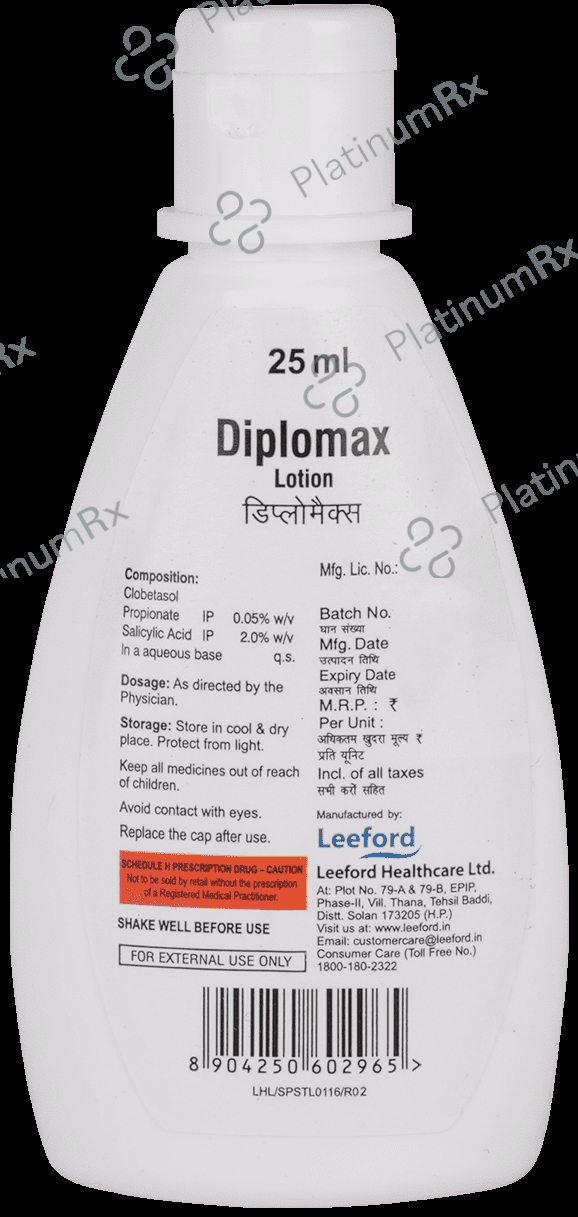 25 ml
Diplomax
Lotion
डिप्लोमैक्स
Composition:
Clobetasol
Propionate IP 0.05% w/v
Salicylic Acid IP 2.0% w/v
In a aqueous base q.s.
Dosage: As directed by the
Physician.
Storage: Store in cool & dry
place. Protect from light.
Keep all medicines out of reach
of children.
Avoid contact with eyes.
Replace the cap after use.
SCHEDULE H PRESCRIPTION DRUG – CAUTION
Not to be sold by retail without the prescription
of a Registered Medical Practitioner.
SHAKE WELL BEFORE USE
FOR EXTERNAL USE ONLY
Mfg. Lic. No.:
Batch No.
घान संख्या
Mfg. Date
उत्पादन तिथि
Expiry Date
अवसान तिथि
M.R.P. : ₹
Per Unit :
अधिकतम खुदरा मूल्य ₹
प्रति यूनिट
Incl. of all taxes
सभी करों सहित
Manufactured by:
Leeford
Leeford Healthcare Ltd.
At: Plot No. 79-A & 79-B, EPIP,
Phase-II, Vill. Thana, Tehsil Baddi,
Distt. Solan 173205 (H.P.)
Visit us at: www.leeford.in
Email: customercare@leeford.in
Consumer Care (Toll Free No.)
1800-180-2322
8 904250 602965 >
LHL/SPSTL0116/R02
PlatinumRx
PlatinumRx
PlatinumRx
PlatinumRx
PlatinumRx
Rx
inumRx